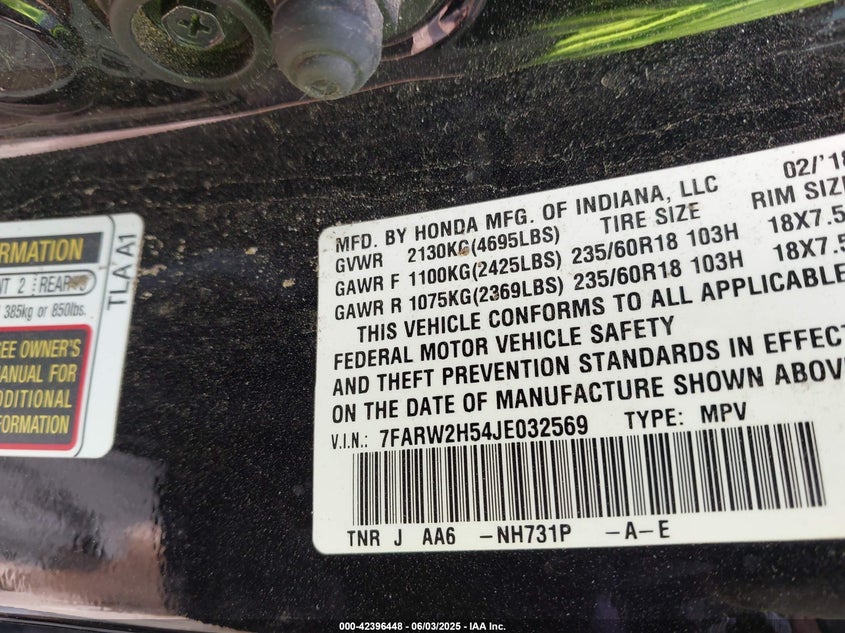 ORMATION
NT 2 REAR
385kg or 850lbs.
EE OWNER'S
MANUAL FOR
DDITIONAL
FORMATION
TLA A1
MFD. BY HONDA MFG. OF INDIANA, LLC 02/'18
GVWR 2130KG(4695LBS) TIRE SIZE RIM SIZE
GAWR F 1100KG(2425LBS) 235/60R18 103H 18X7.5
GAWR R 1075KG(2369LBS) 235/60R18 103H 18X7.5
THIS VEHICLE CONFORMS TO ALL APPLICABLE
FEDERAL MOTOR VEHICLE SAFETY
AND THEFT PREVENTION STANDARDS IN EFFECT
ON THE DATE OF MANUFACTURE SHOWN ABOVE
V.I.N.: 7FARW2H54JE032569 TYPE: MPV
TNR J AA6 -NH731P -A-E
000-42396448 - 06/03/2025 - IAA Inc.